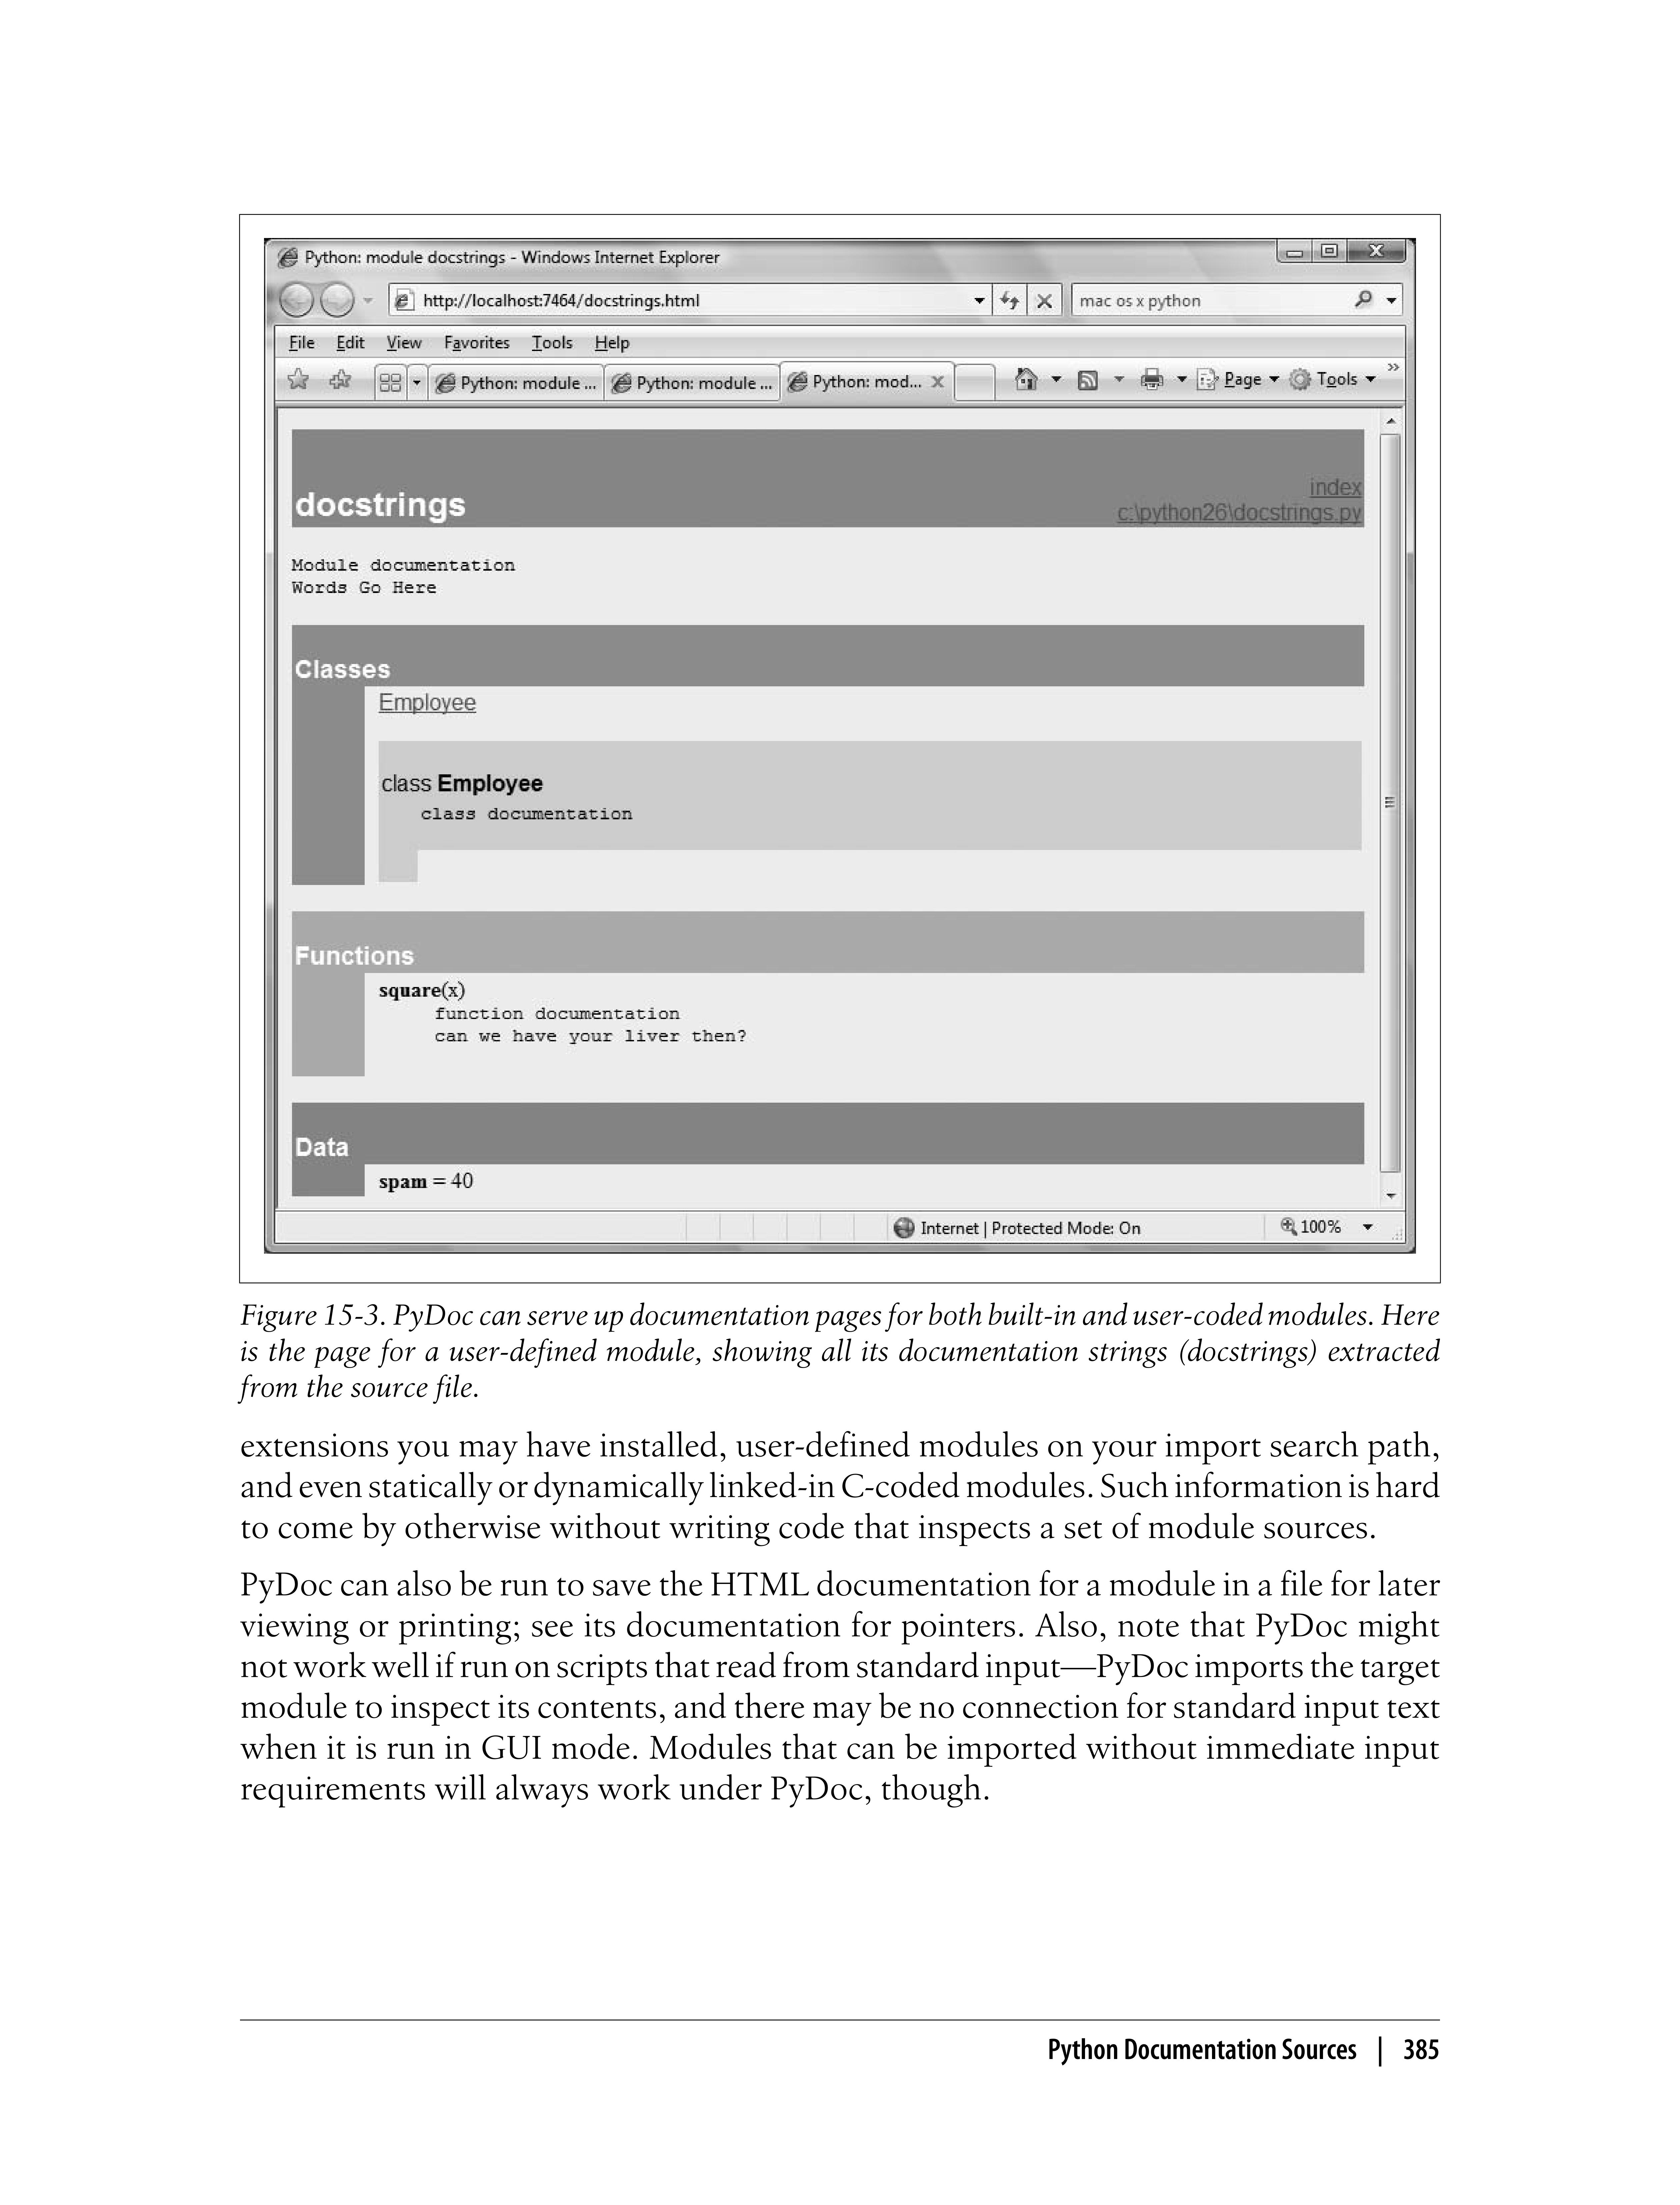 Python: module docstrings - Windows Internet Explorer
http://localhost:7464/docstrings.html
mac os x python
File Edit View Favorites Tools Help
Python: module ... Python: module ... Python: mod... Page Tools
docstrings
index
c:\python26\docstrings.py
Module documentation
Words Go Here
Classes
Employee
class Employee
class documentation
Functions
square(x)
function documentation
can we have your liver then?
Data
spam = 40
Internet | Protected Mode: On 100%
Figure 15-3. PyDoc can serve up documentation pages for both built-in and user-coded modules. Here
is the page for a user-defined module, showing all its documentation strings (docstrings) extracted
from the source file.
extensions you may have installed, user-defined modules on your import search path,
and even statically or dynamically linked-in C-coded modules. Such information is hard
to come by otherwise without writing code that inspects a set of module sources.
PyDoc can also be run to save the HTML documentation for a module in a file for later
viewing or printing; see its documentation for pointers. Also, note that PyDoc might
not work well if run on scripts that read from standard input—PyDoc imports the target
module to inspect its contents, and there may be no connection for standard input text
when it is run in GUI mode. Modules that can be imported without immediate input
requirements will always work under PyDoc, though.
Python Documentation Sources | 385